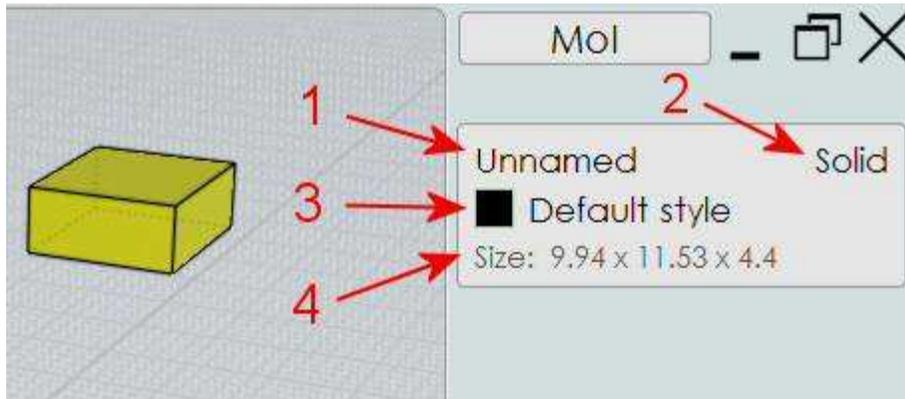 MoI
1
2
Unnamed
Solid
3
Default style
4
Size: 9.94 x 11.53 x 4.4